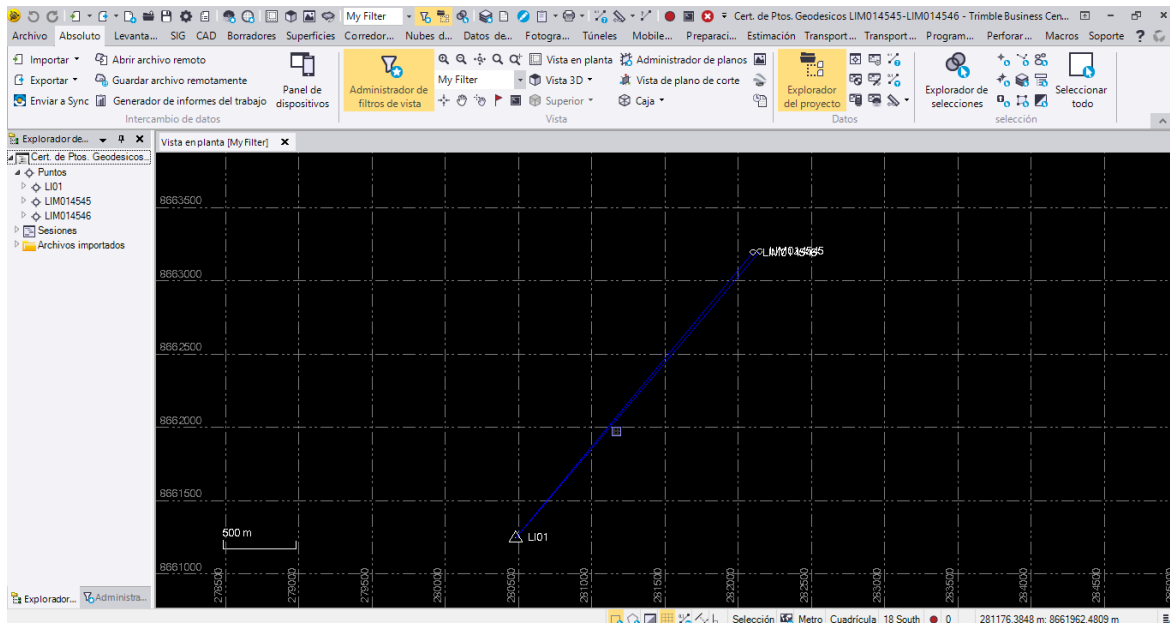 My Filter
Cert. de Ptos. Geodesicos LIM014545-LIM014546 - Trimble Business Cen...
Archivo Absoluto Levanta... SIG CAD Borradores Superficies Corredor... Nubes d... Datos de... Fotogra... Túneles Mobile... Preparaci... Estimación Transport... Transport... Program... Perforar... Macros Soporte ?
Importar Abrir archivo remoto
Exportar Guardar archivo remotamente
Enviar a Sync Generador de informes del trabajo
Panel de dispositivos
Intercambio de datos
Administrador de filtros de vista
Vista en planta Administrador de planos
My Filter Vista 3D Vista de plano de corte
Superior Caja
Vista
Explorador del proyecto
Datos
Explorador de selecciones
Seleccionar todo
selección
Explorador de...
Vista en planta [My Filter]
Cert. de Ptos. Geodesicos...
Puntos
LI01
LIM014545
LIM014546
Sesiones
Archivos importados
8663500
8663000
8662500
8662000
8661500
8661000
LI01
500 m
278500
279000
279500
280000
280500
281000
281500
282000
282500
283000
283500
284000
284500
Explorador... Administra...
Selección Metro Cuadrícula 18 South 0 281176.3848 m; 8661962.4809 m